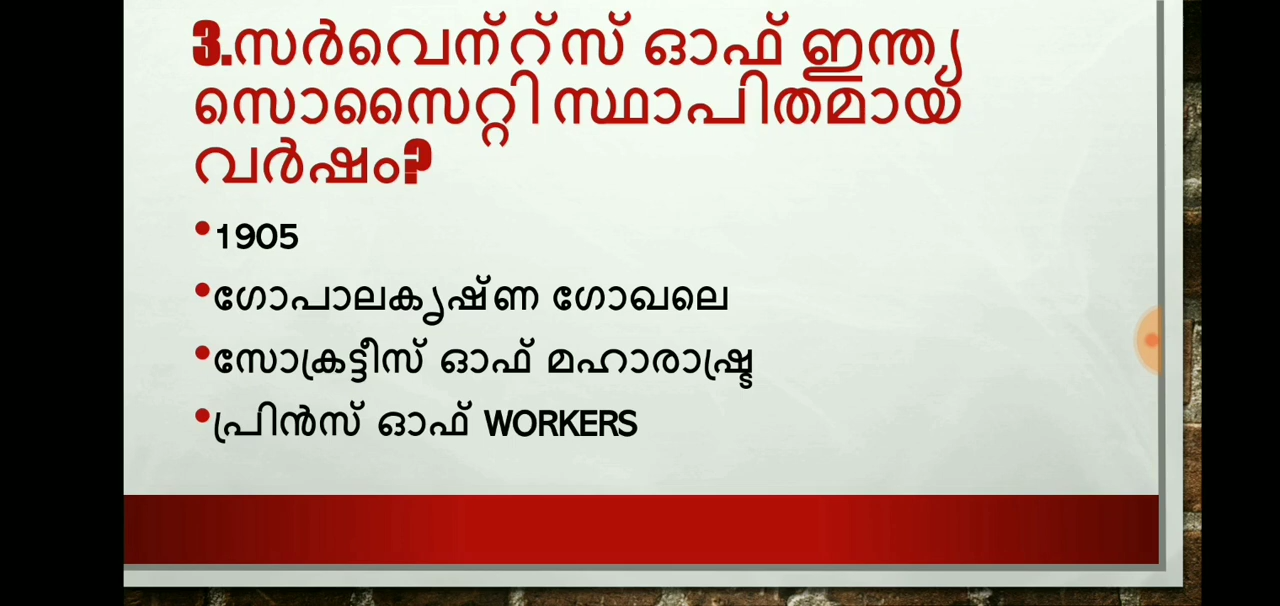 3.സർവെന്റ്സ് ഓഫ് ഇന്ത്യ
സൊസൈറ്റി സ്ഥാപിതമായ
വർഷം?
•1905
•ഗോപാലകൃഷ്ണ ഗോഖലെ
•സോക്രട്ടീസ് ഓഫ് മഹാരാഷ്ട്ര
•പ്രിൻസ് ഓഫ് WORKERS